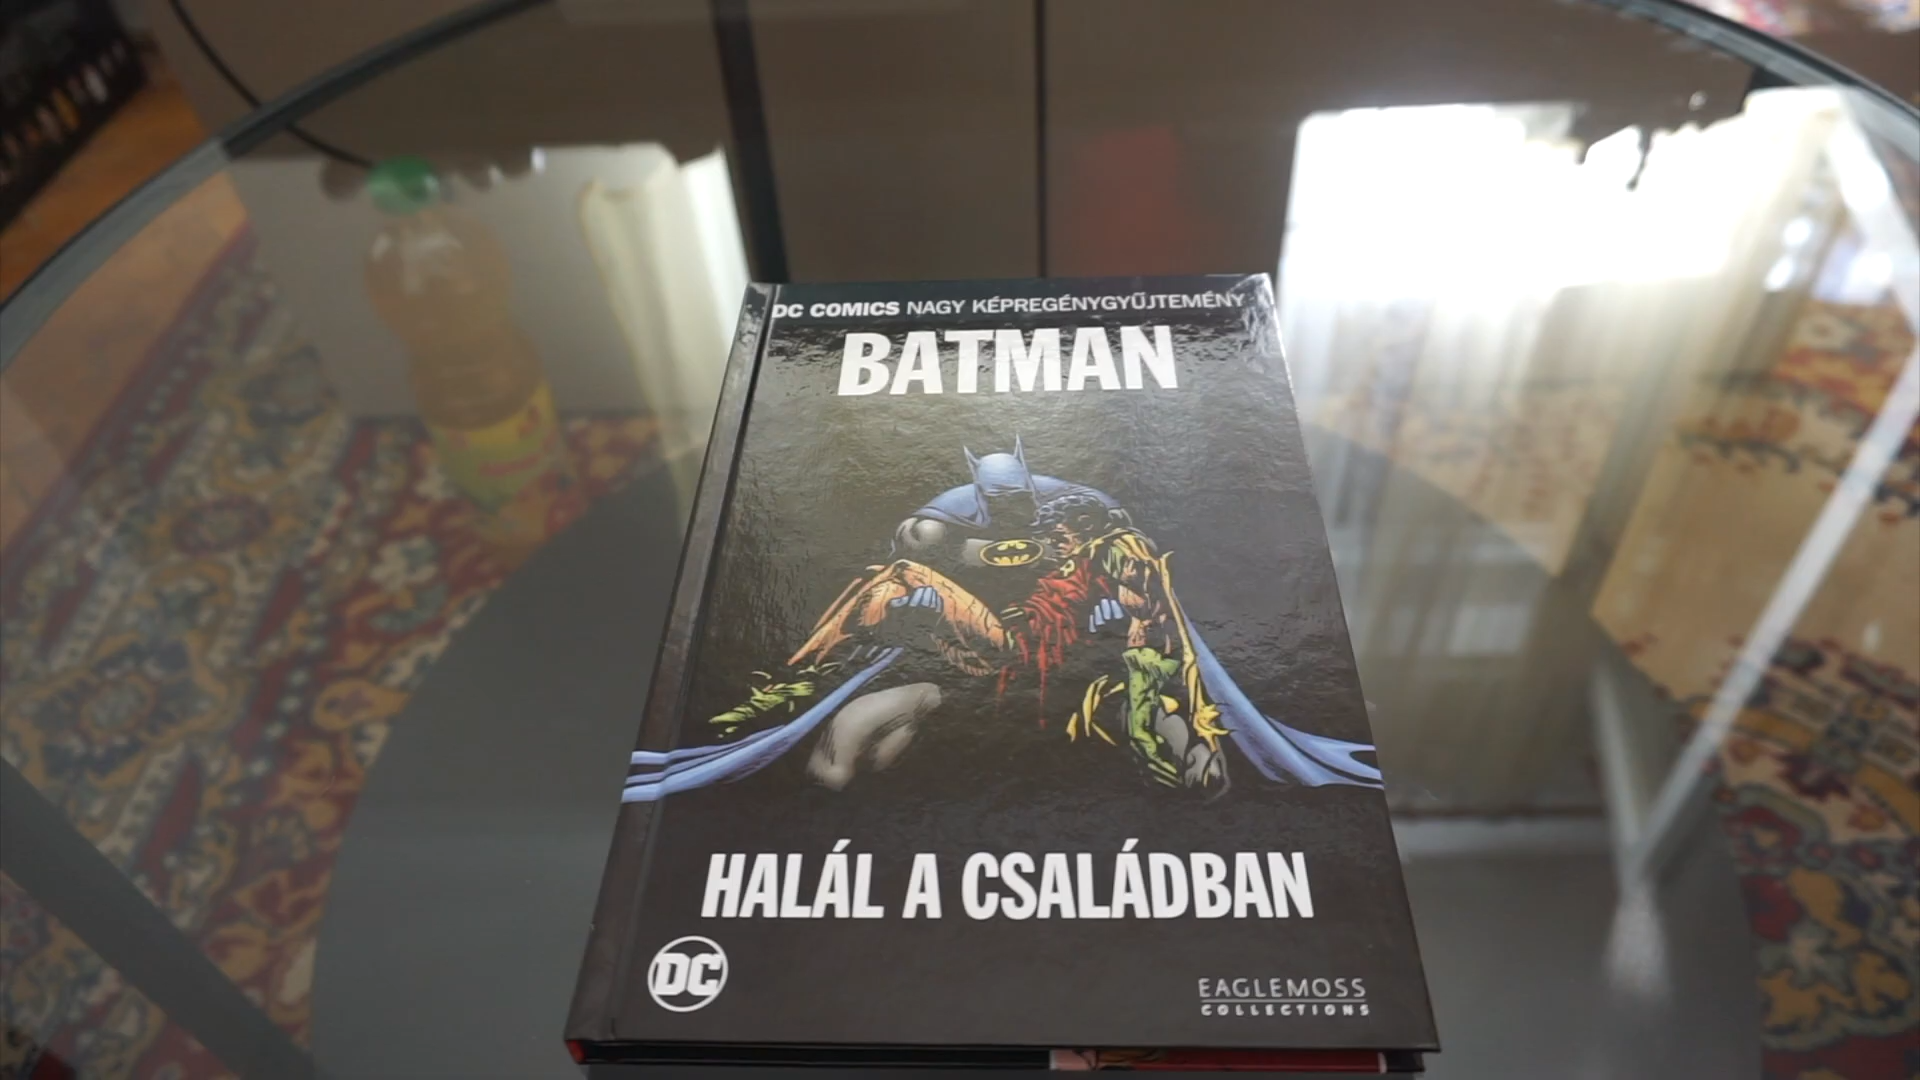 DC COMICS NAGY KÉPREGÉNYGYŰJTEMÉNY
BATMAN
HALÁL A CSALÁDBAN
DC
EAGLEMOSS
COLLECTIONS